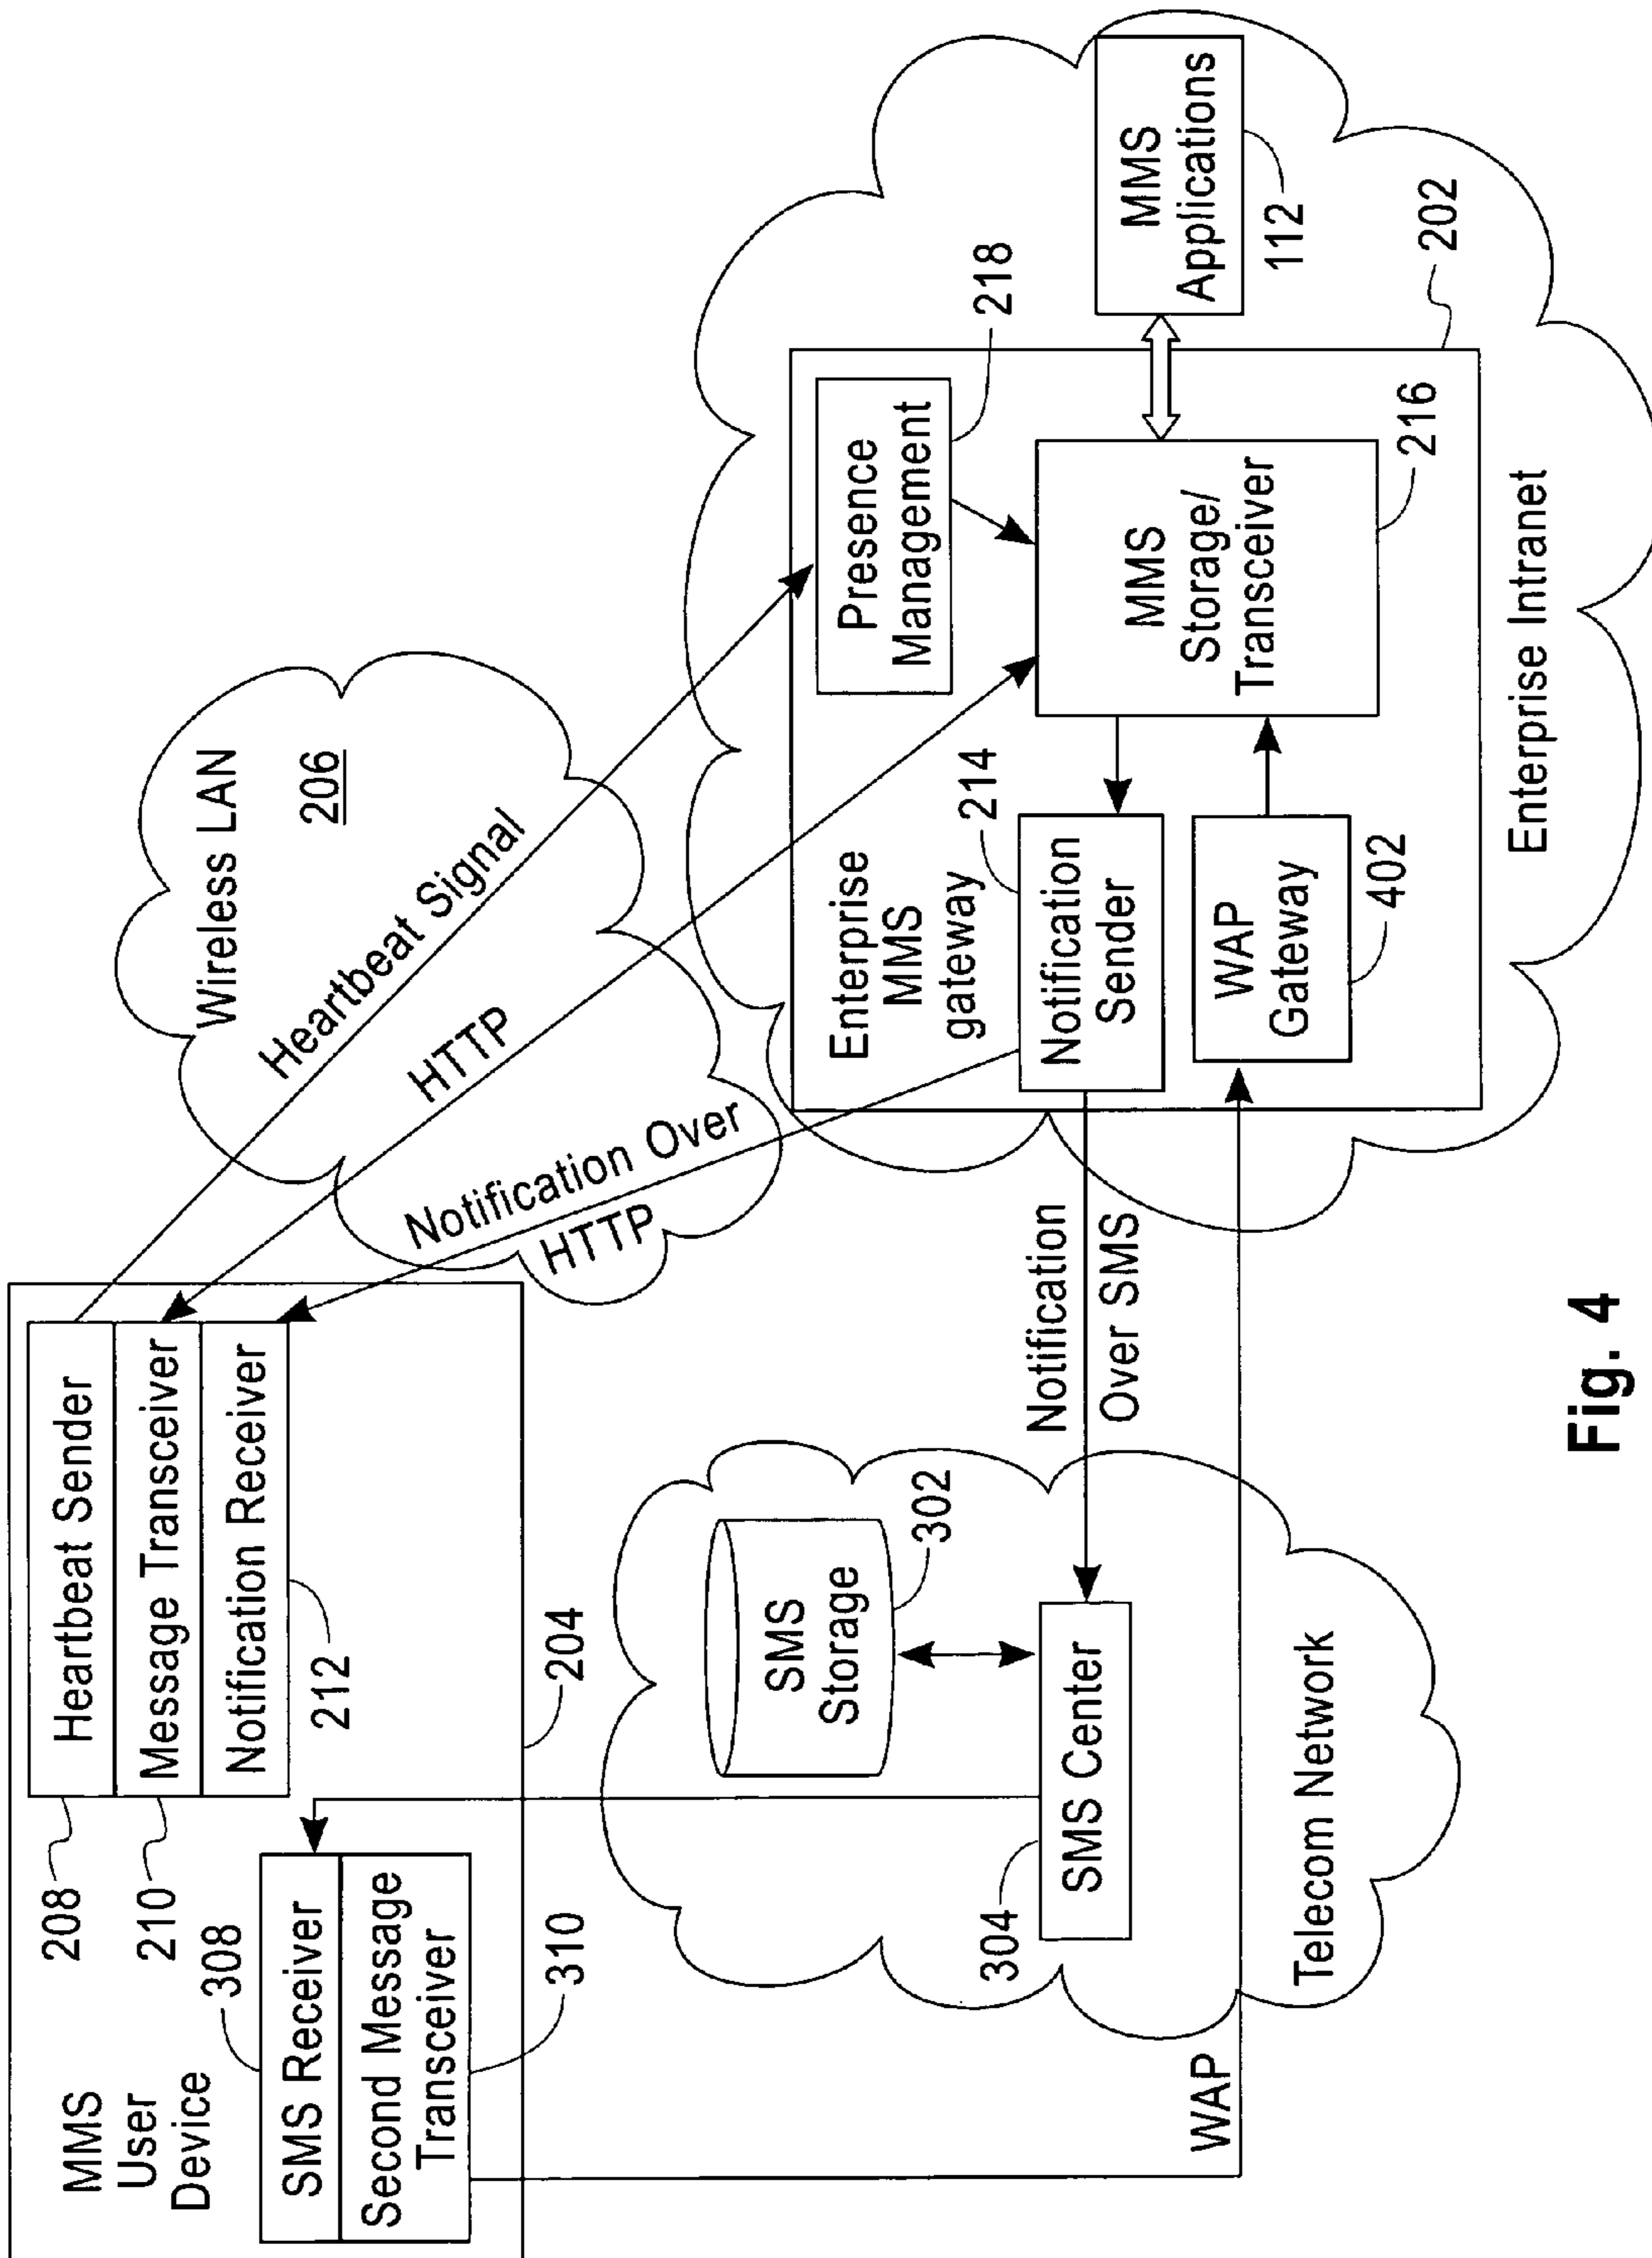 MMS
User
Device
208
210
308
Heartbeat Sender
Message Transceiver
Notification Receiver
212
SMS Receiver
Second Message
Transceiver
310
204
Wireless LAN
206
Heartbeat Signal
HTTP
Notification Over
HTTP
SMS
Storage
302
304
SMS Center
Telecom Network
WAP
Notification
Over SMS
Enterprise
MMS
gateway
Presence
Management
218
214
Notification
Sender
MMS
Storage/
Transceiver
216
WAP
Gateway
402
MMS
Applications
112
202
Enterprise Intranet
Fig. 4